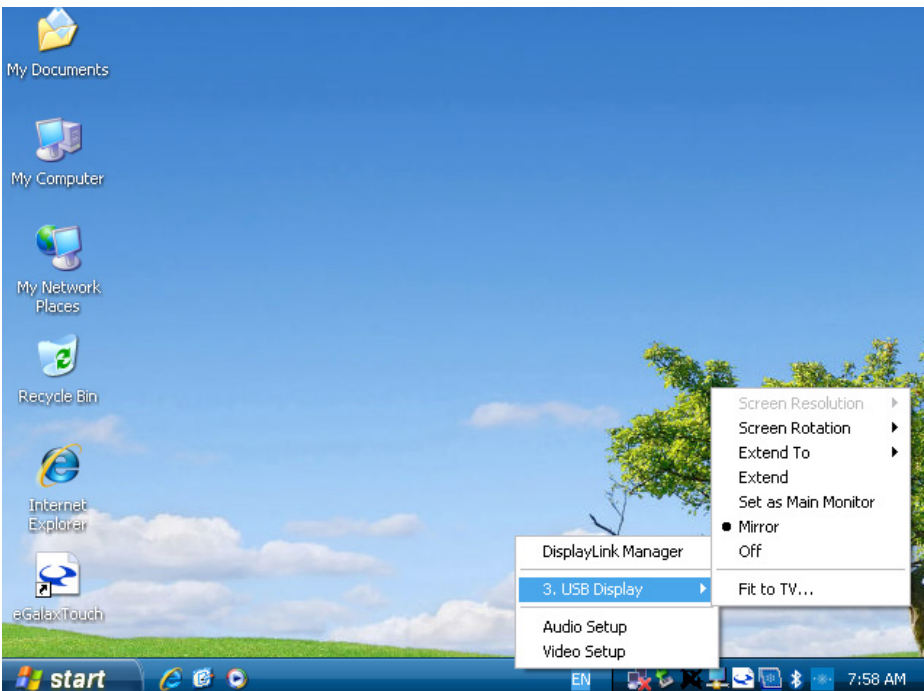 My Documents
My Computer
My Network
Places
Recycle Bin
Internet
Explorer
eGalaxTouch
Screen Resolution
Screen Rotation
Extend To
Extend
Set as Main Monitor
Mirror
Off
Fit to TV...
DisplayLink Manager
3. USB Display
Audio Setup
Video Setup
start
EN
7:58 AM